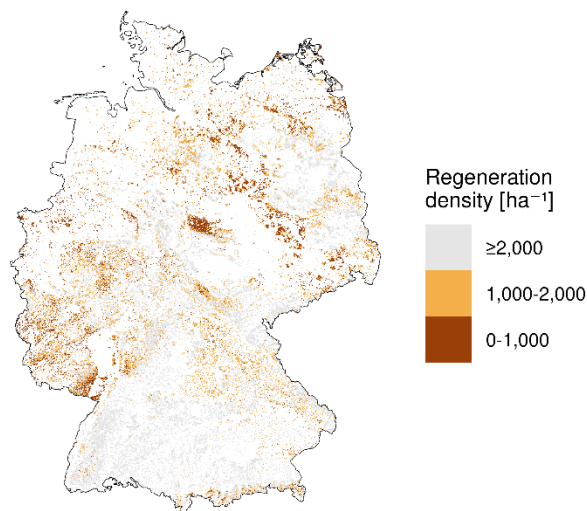 Regeneration
density [ha⁻¹]
≥2,000
1,000-2,000
0-1,000